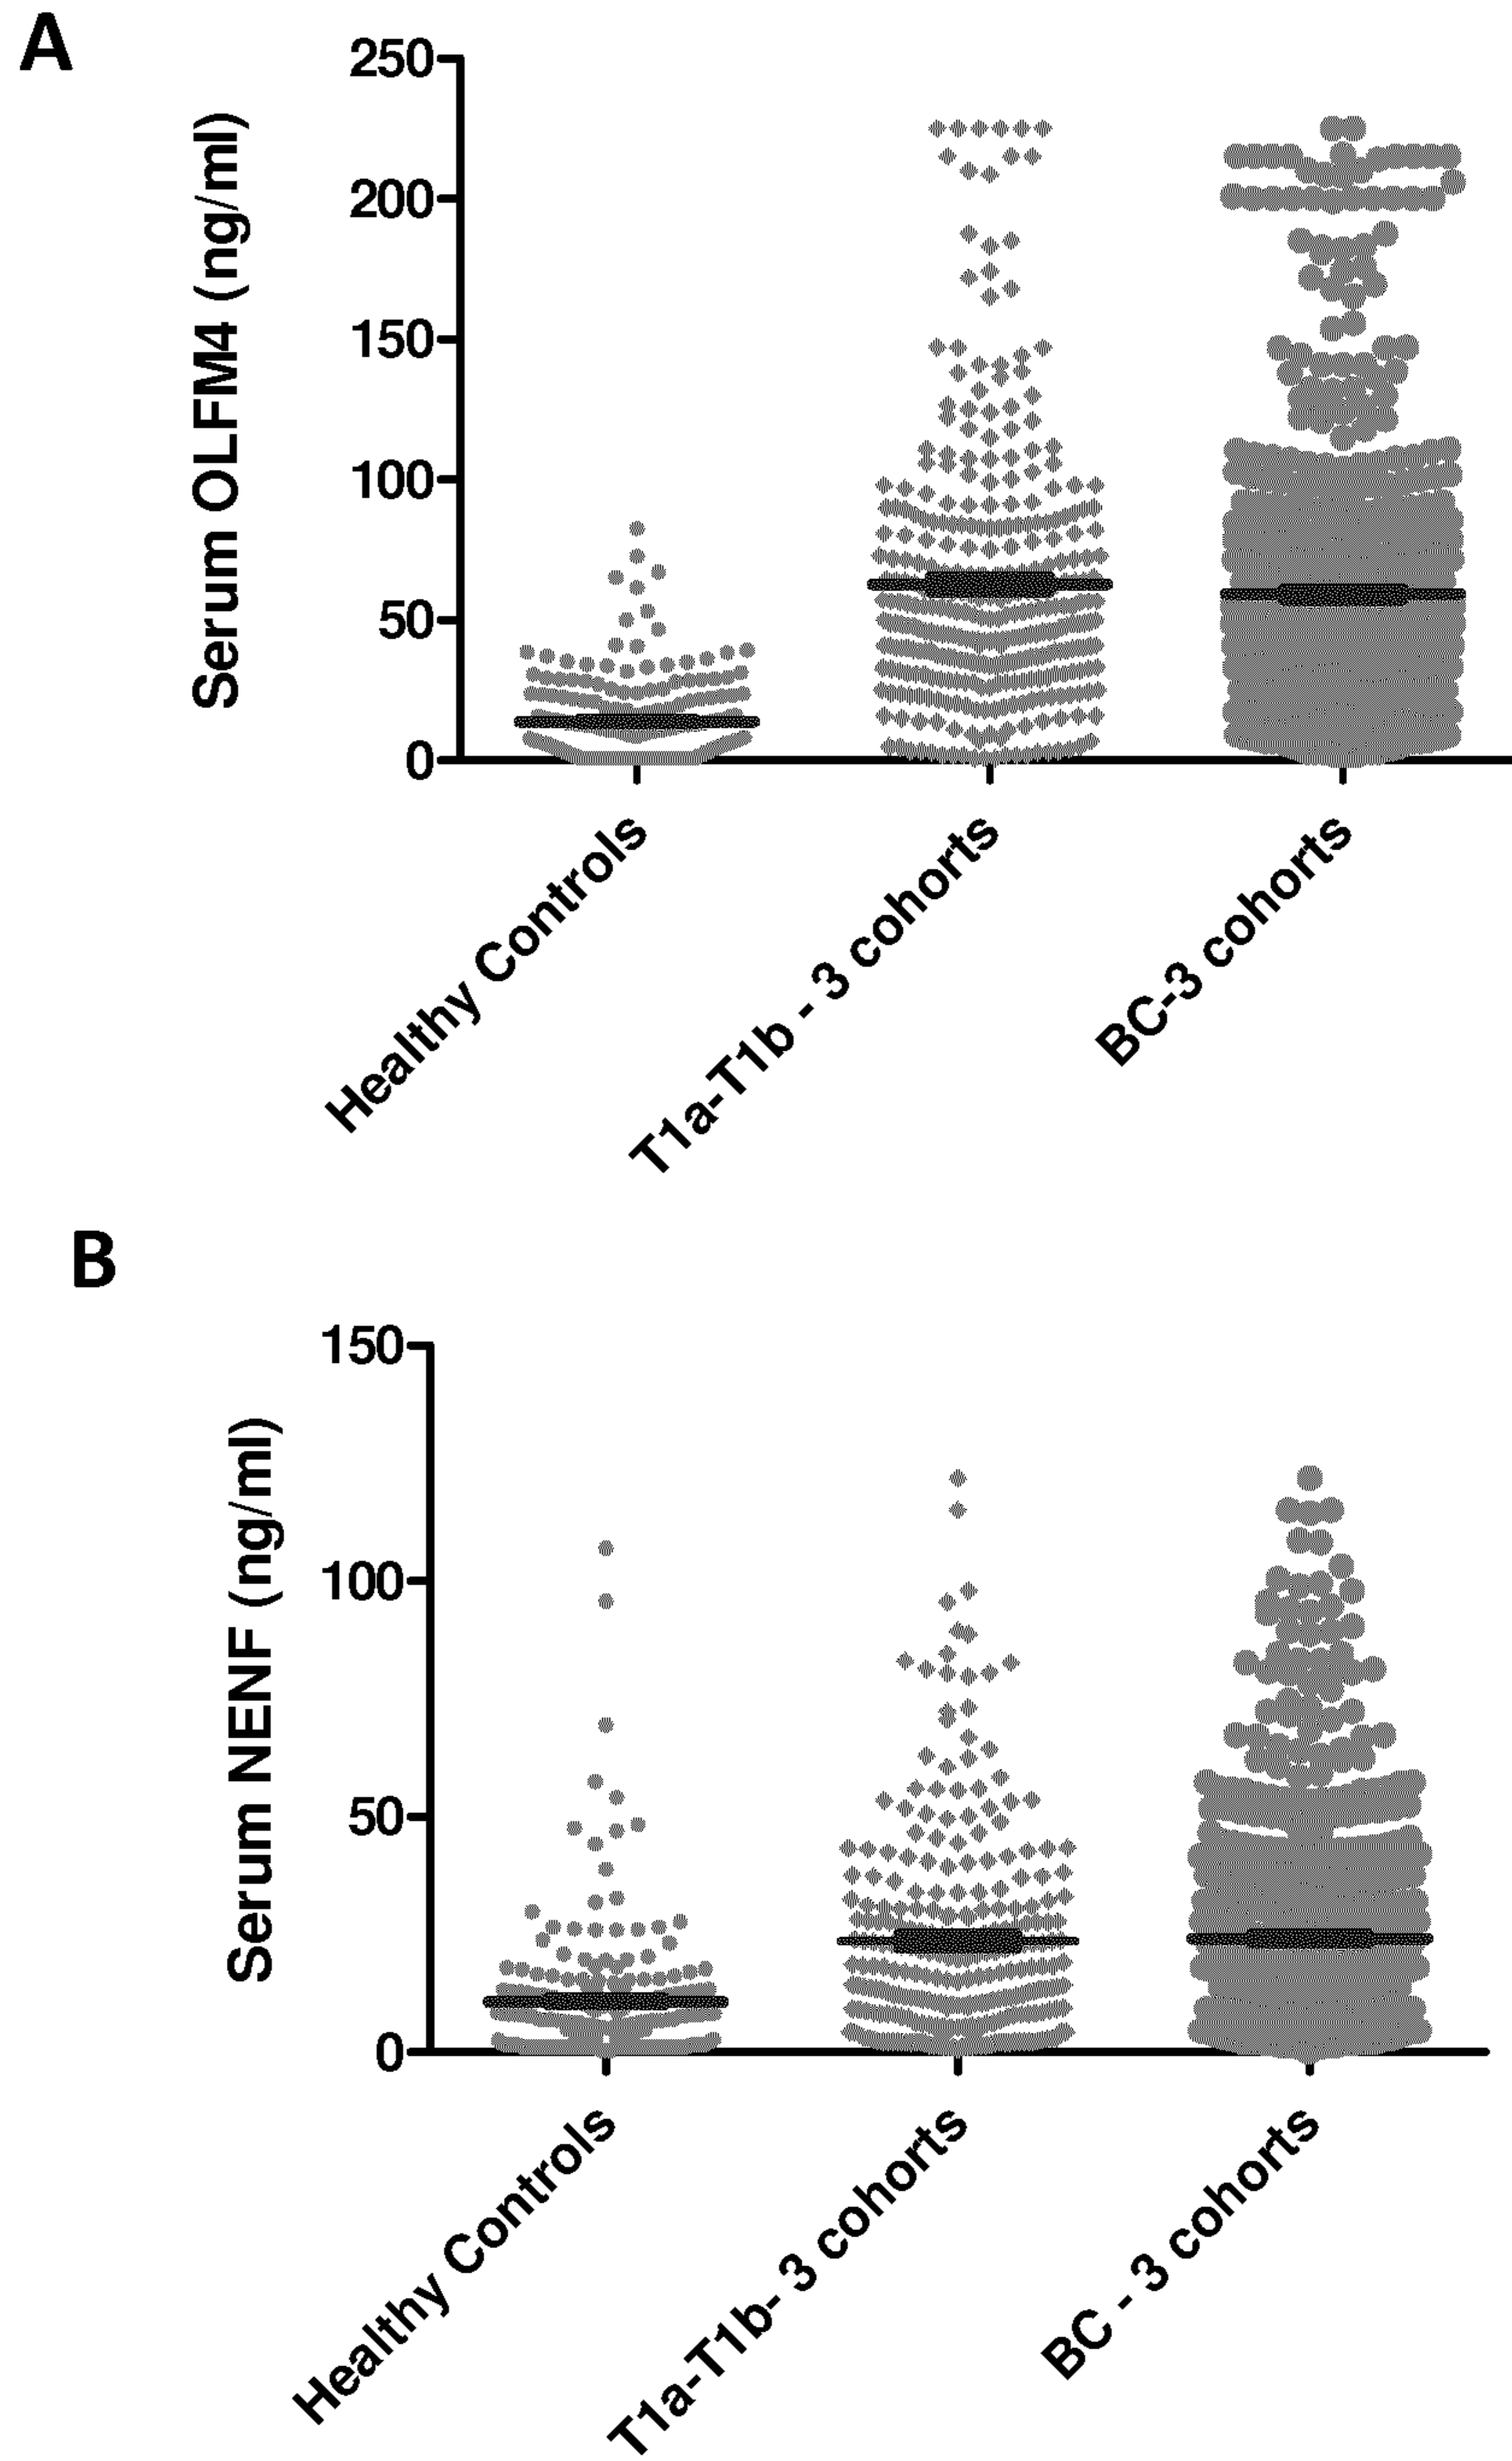 A
Serum OLFM4 (ng/ml)
250
200
150
100
50
0
Healthy Controls
T1a-T1b - 3 cohorts
BC-3 cohorts
B
Serum NENF (ng/ml)
150
100
50
0
Healthy Controls
T1a-T1b- 3 cohorts
BC - 3 cohorts